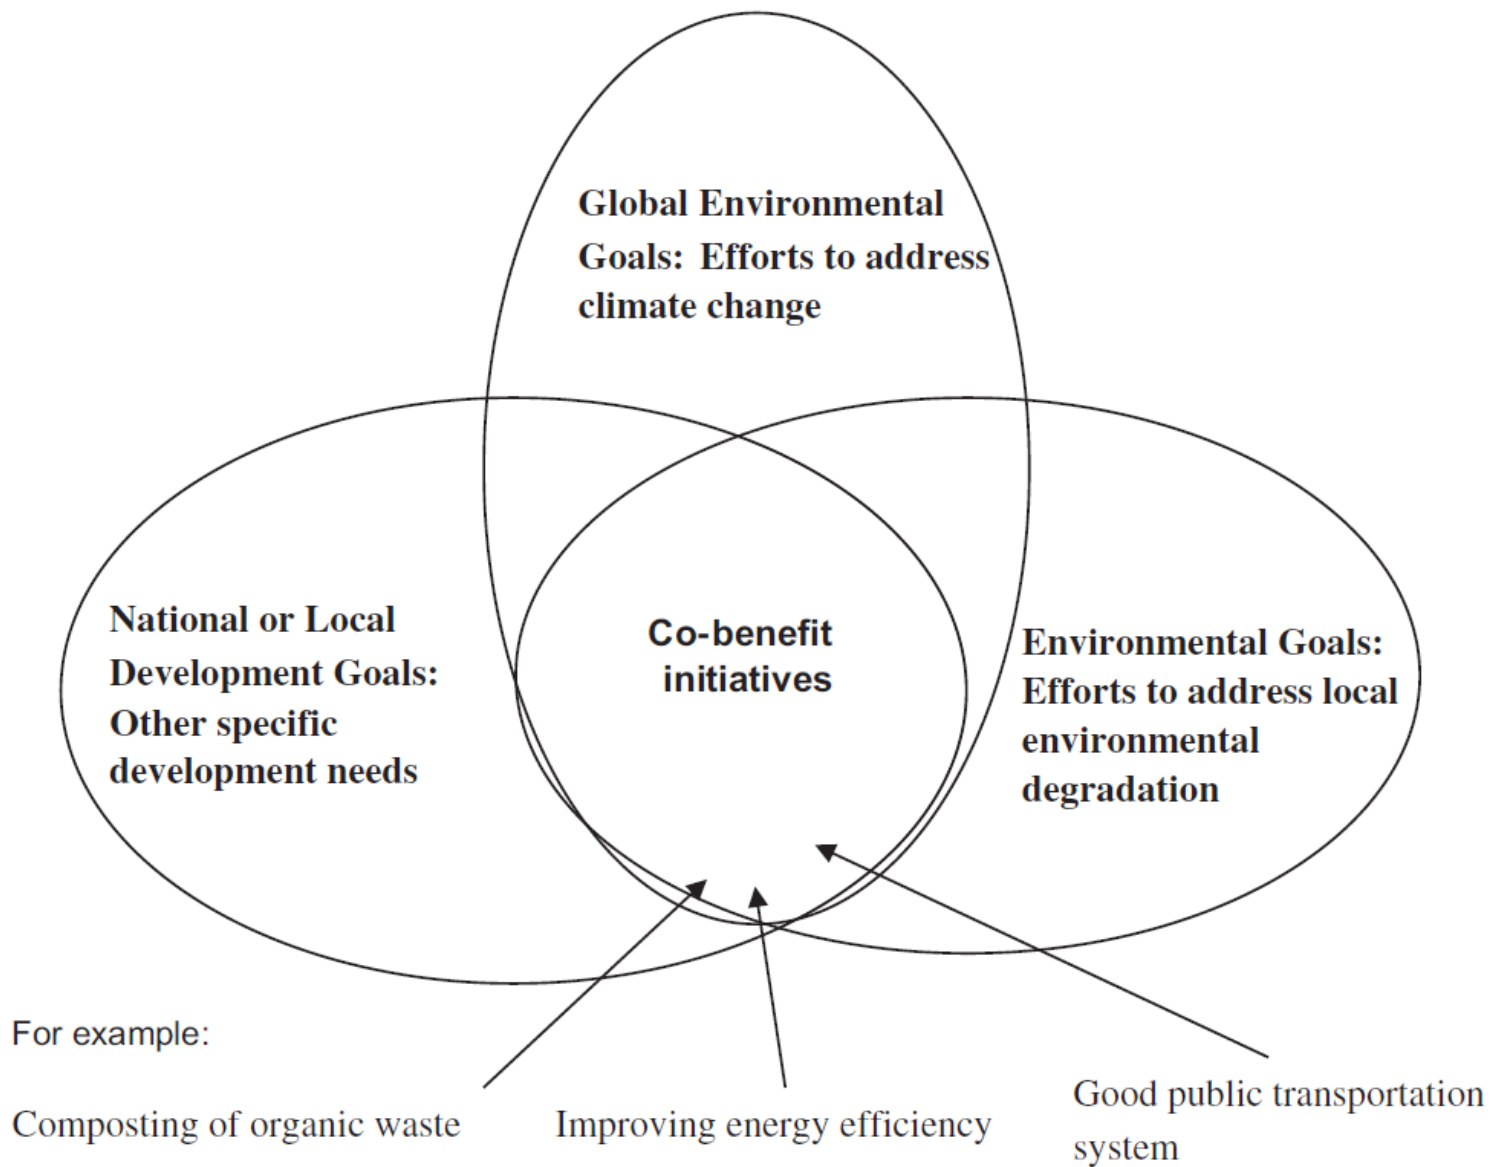 Global Environmental
Goals: Efforts to address
climate change
National or Local
Development Goals:
Other specific
development needs
Co-benefit
initiatives
Environmental Goals:
Efforts to address local
environmental
degradation
For example:
Composting of organic waste
Improving energy efficiency
Good public transportation
system